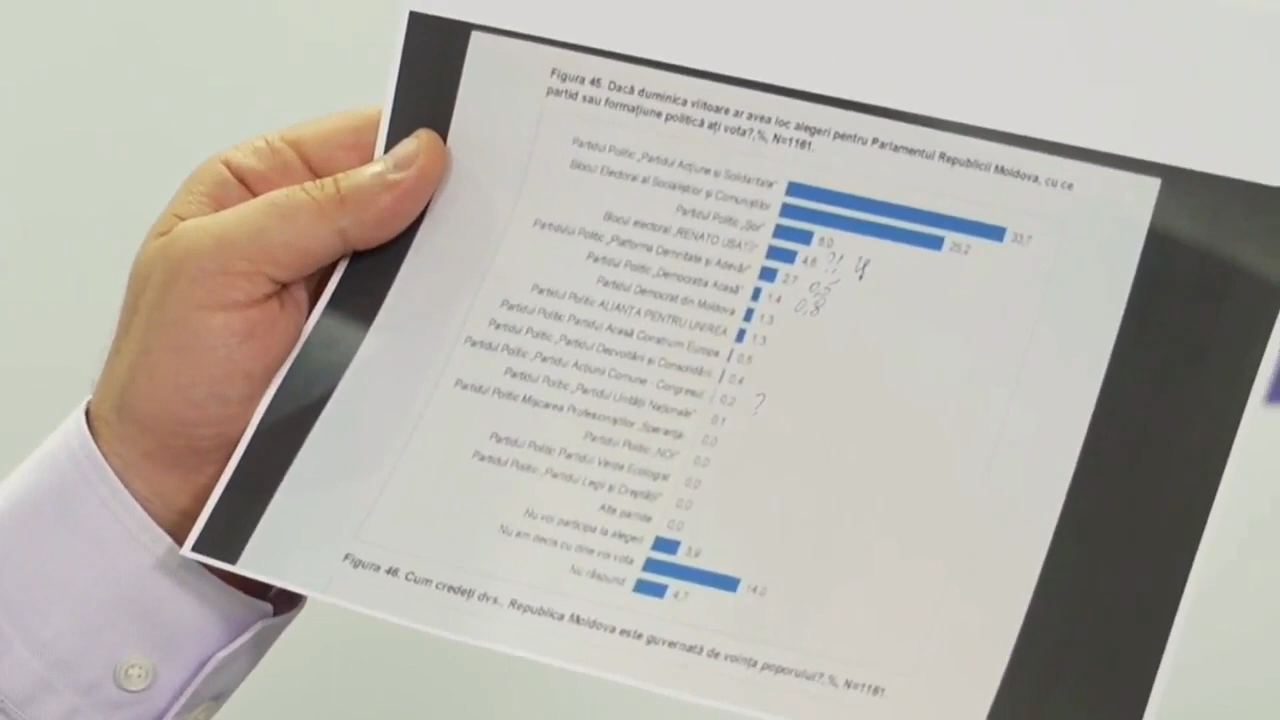 Figura 45. Dacă duminica viitoare ar avea loc alegeri pentru Parlamentul Republicii Moldova, cu ce
partid sau formațiune politică ați vota?,%, N=1161.
Partidul Politic „Partidul Acțiune și Solidaritate" 33,7
Blocul Electoral al Socialiștilor și Comuniștilor 25,2
Partidul Politic „Șor" 6,0
Blocul electoral „RENATO USATÎI" 4,6 ?! 4
Partidului Politic „Platforma Demnitate și Adevăr" 2,7 0,5
Partidul Politic „Democrația Acasă" 1,4 0,8
Partidul Democrat din Moldova 1,3
Partidul Politic ALIANȚA PENTRU UNIREA 1,3
Partidul Politic Partidul Acasă Construim Europa 0,5
Partidul Politic „Partidul Dezvoltării și Consolidării 0,4
Partidul Politic „Partidul Acțiunii Comune - Congresul 0,2 ?
Partidul Politic „Partidul Unității Naționale" 0,1
Partidul Politic Mișcarea Profesioniștilor „Speranța 0,0
Partidul Politic „NOI" 0,0
Partidul Politic Partidul Verde Ecologist 0,0
Partidul Politic „Partidul Legii și Dreptății" 0,0
Alte partide 0,0
Nu voi participa la alegeri 3,9
Nu am decis cu cine voi vota 14,0
Nu răspund 4,7
Figura 46. Cum credeți dvs., Republica Moldova este guvernată de voința poporului?,%, N=1161